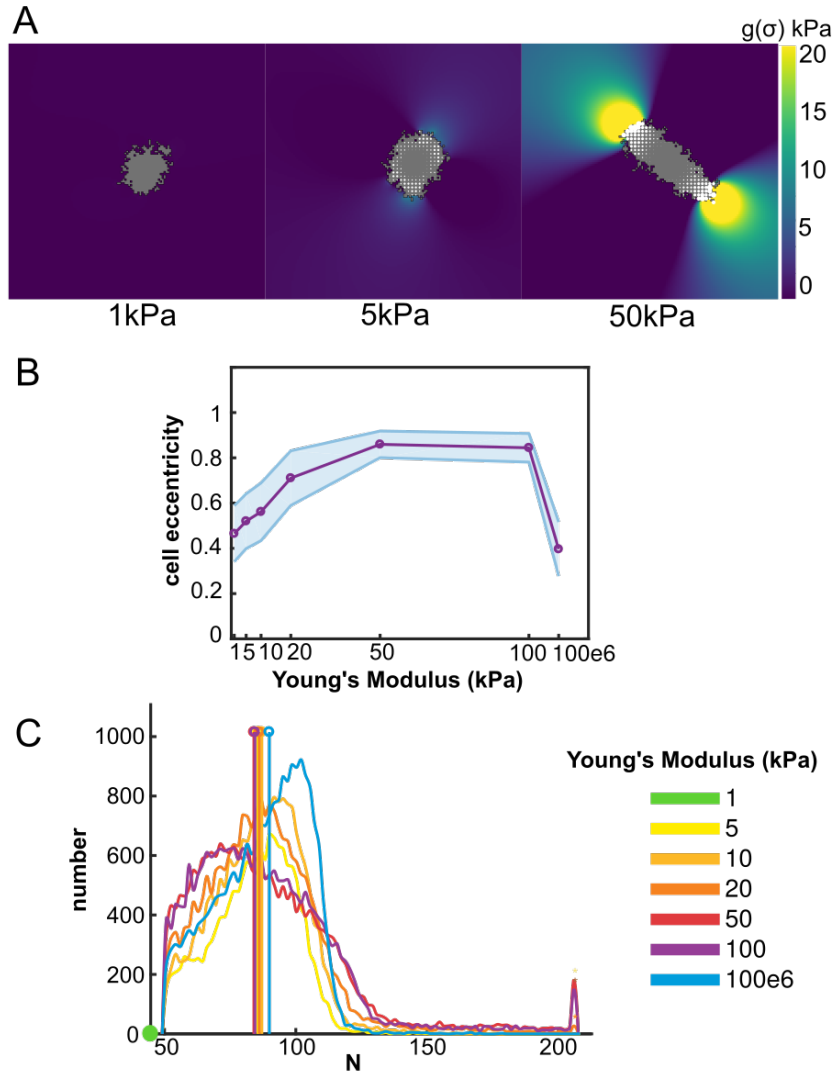 A
g(σ) kPa
20
15
10
5
0
1kPa
5kPa
50kPa
B
cell eccentricity
1
0.8
0.6
0.4
0.2
0
1 5 10 20 50 100 100e6
Young's Modulus (kPa)
C
number
1000
800
600
400
200
0
50 100 150 200
N
Young's Modulus (kPa)
1
5
10
20
50
100
100e6